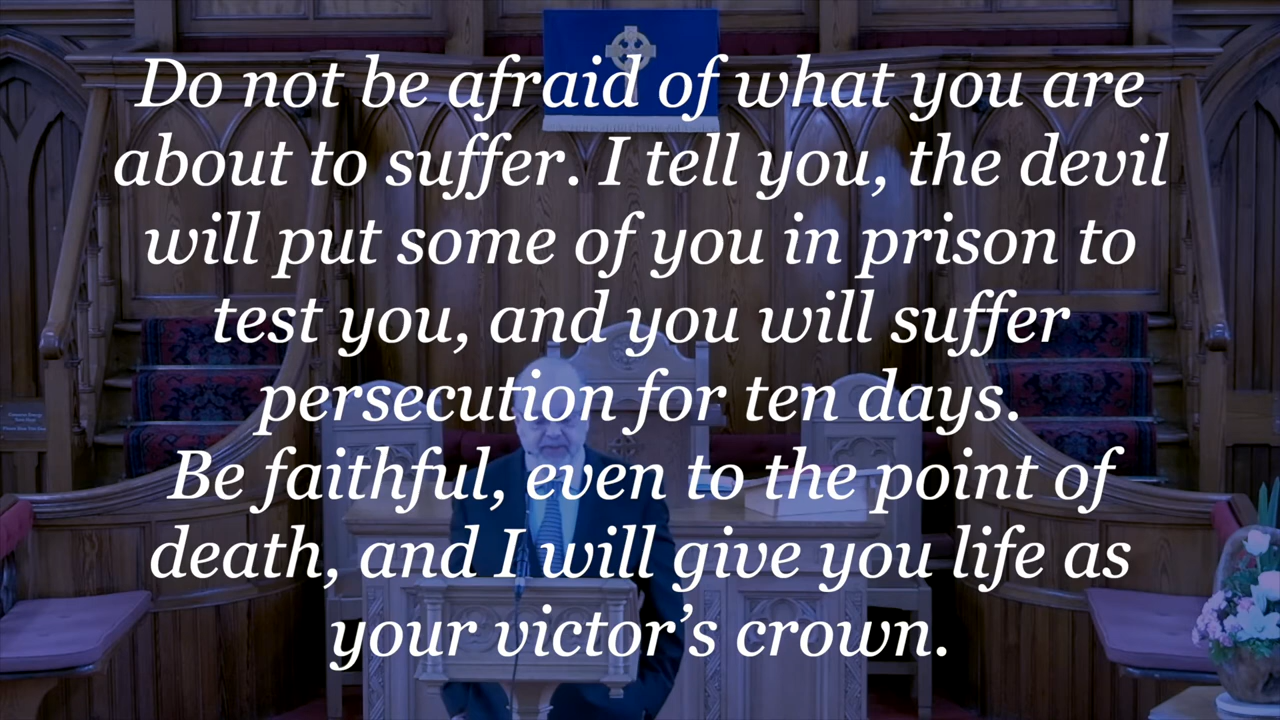 Do not be afraid of what you are
about to suffer. I tell you, the devil
will put some of you in prison to
test you, and you will suffer
persecution for ten days.
Be faithful, even to the point of
death, and I will give you life as
your victor’s crown.